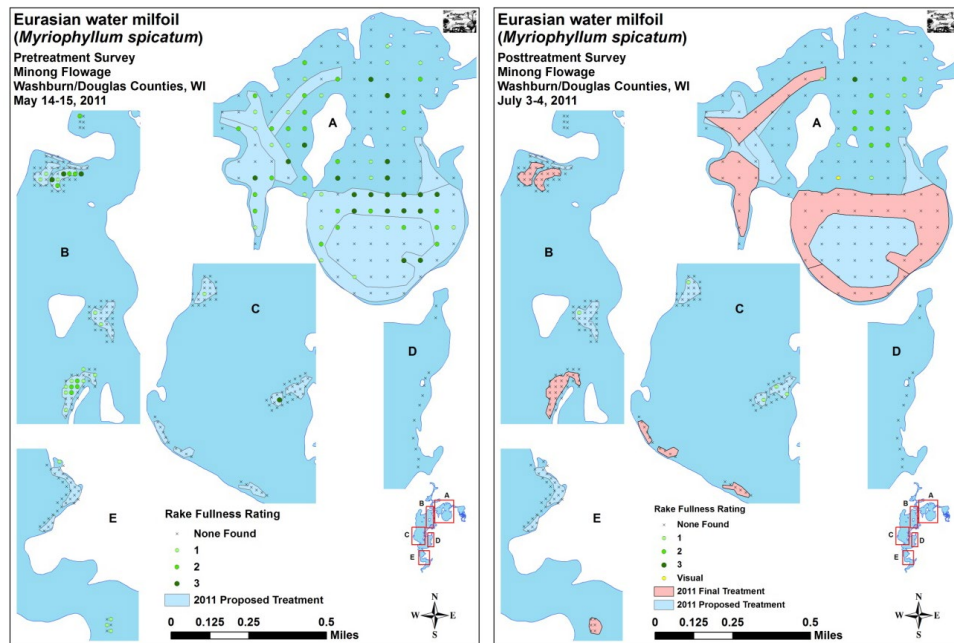 Eurasian water milfoil
(Myriophyllum spicatum)
Pretreatment Survey
Minong Flowage
Washburn/Douglas Counties, WI
May 14-15, 2011
A
B
C
D
E
Rake Fullness Rating
None Found
1
2
3
2011 Proposed Treatment
0 0.125 0.25 0.5
Miles
A
B
C
D
E
N
W E
S
Eurasian water milfoil
(Myriophyllum spicatum)
Posttreatment Survey
Minong Flowage
Washburn/Douglas Counties, WI
July 3-4, 2011
A
B
C
D
E
Rake Fullness Rating
None Found
1
2
3
Visual
2011 Final Treatment
2011 Proposed Treatment
0 0.125 0.25 0.5
Miles
A
B
C
D
E
N
W E
S